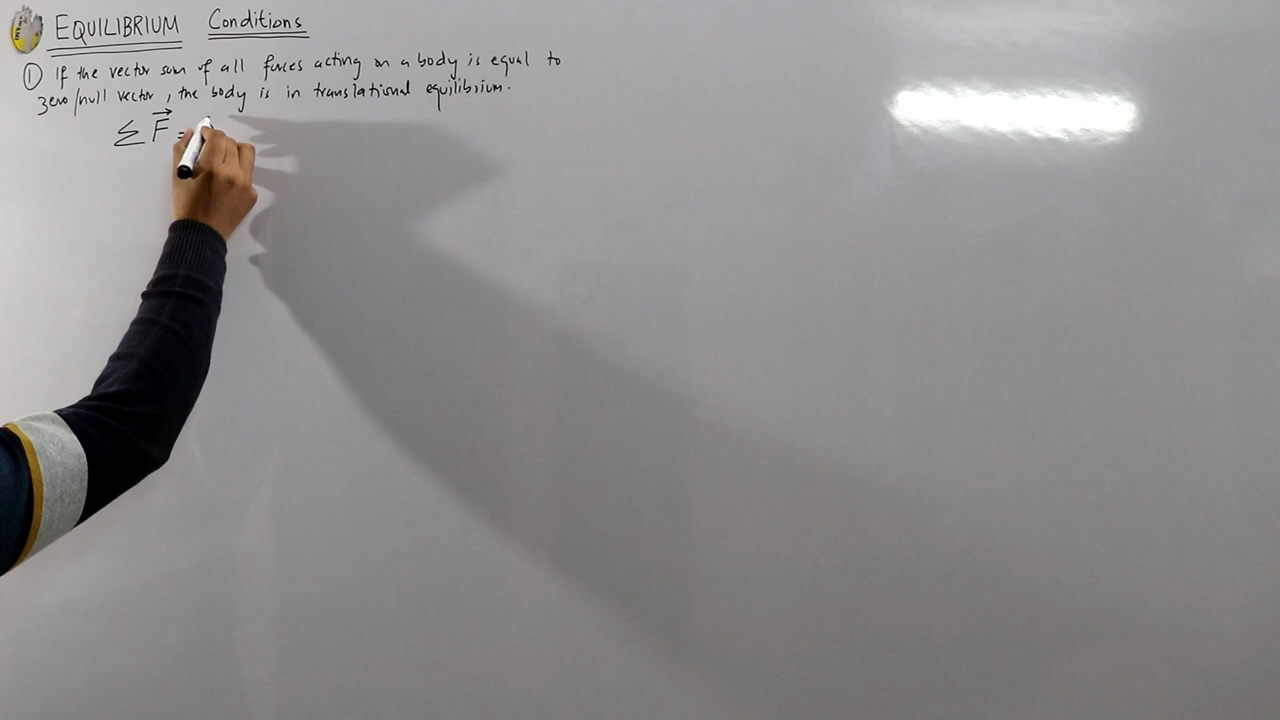 EQUILIBRIUM Conditions
① If the vector sum of all forces acting on a body is equal to
zero/null vector, the body is in translational equilibrium.
∑ F⃗ =